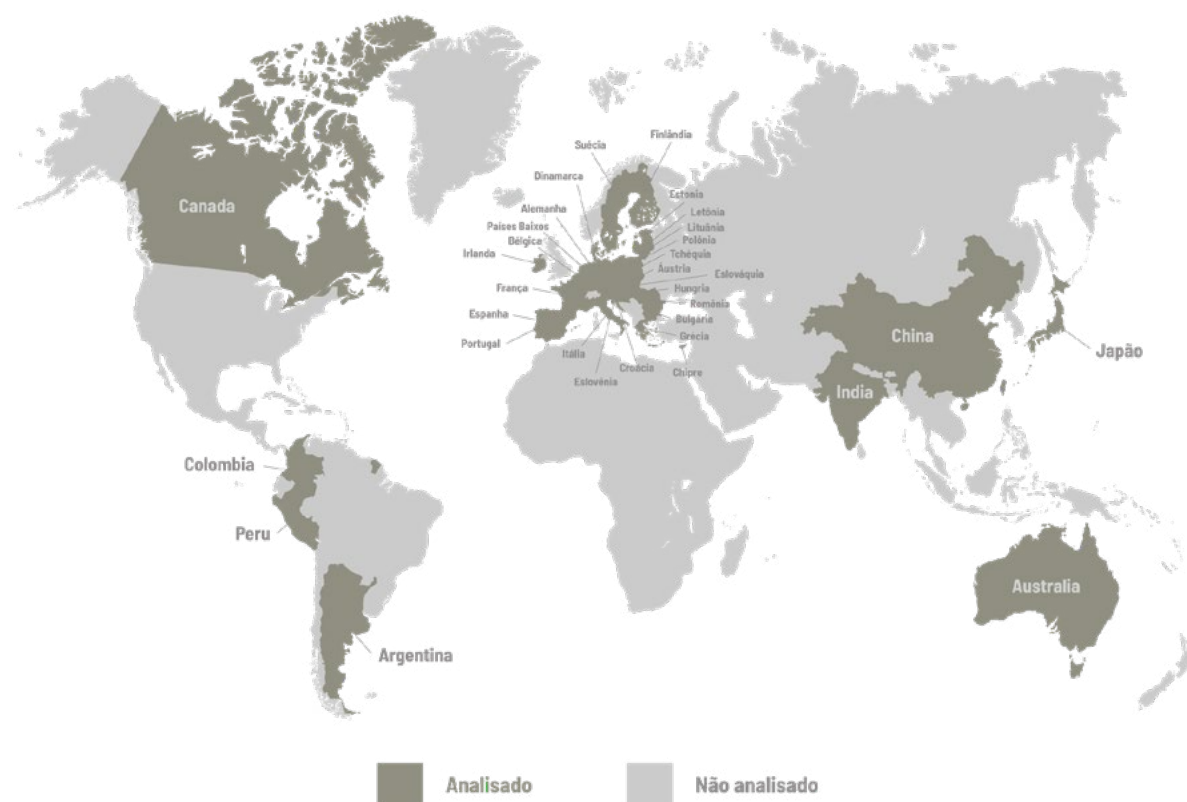 Finlândia
Suécia
Dinamarca
Estonia
Alemanha
Letônia
Países Baixos
Lituânia
Bélgica
Polônia
Irlanda
Tchéquia
Áustria
Eslováquia
França
Hungria
Romênia
Espanha
Bulgária
Portugal
Grécia
Itália
Croácia
Chipre
Eslovênia
Canada
China
Japão
India
Colombia
Peru
Australia
Argentina
Analisado
Não analisado